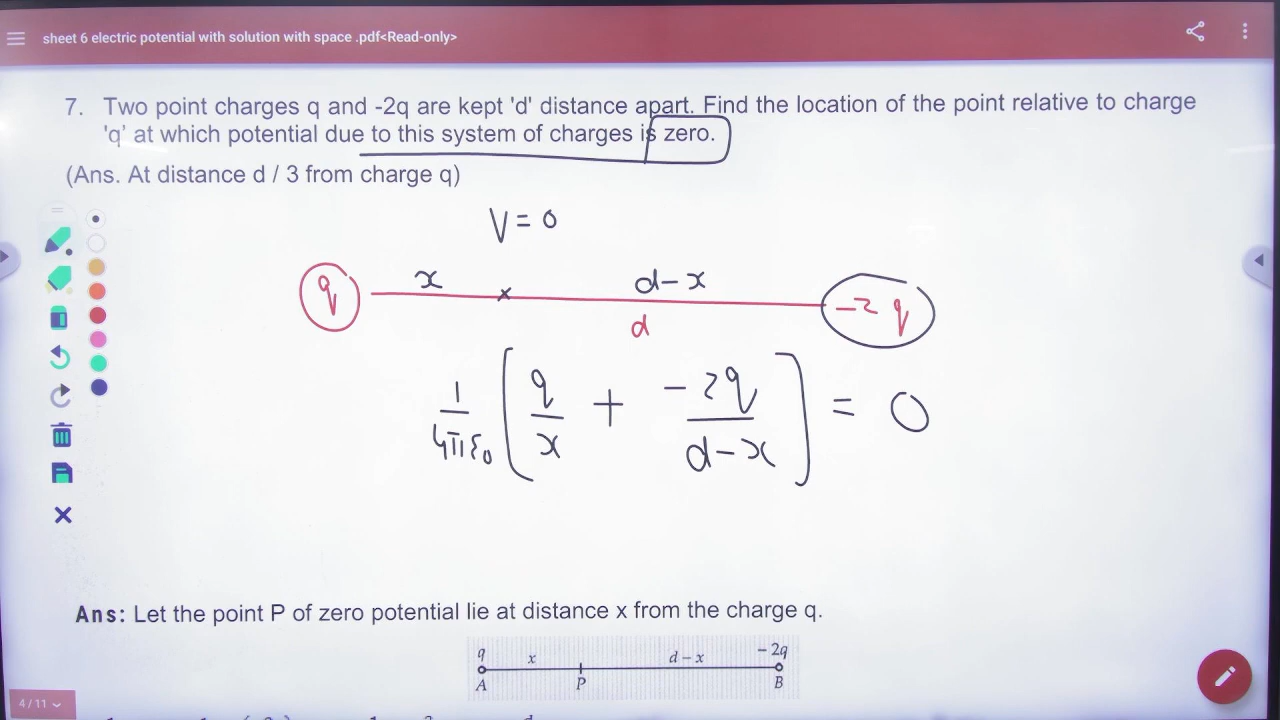 sheet 6 electric potential with solution with space .pdf<Read-only>
7. Two point charges q and -2q are kept 'd' distance apart. Find the location of the point relative to charge
'q' at which potential due to this system of charges is zero.
(Ans. At distance d / 3 from charge q)
V = 0
q x d-x -2q
d
1/4πε₀ [q/x + -2q/d-x] = 0
Ans: Let the point P of zero potential lie at distance x from the charge q.
q x d-x -2q
A P B
4 / 11